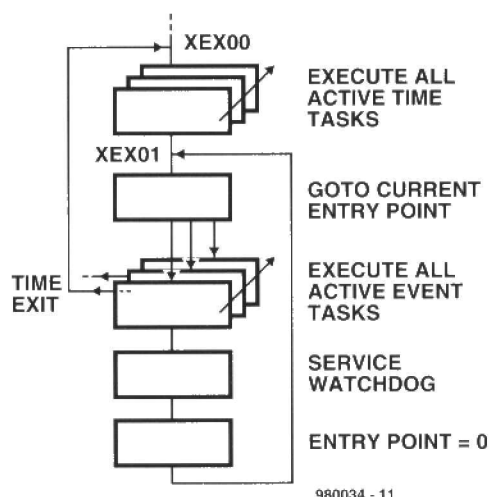 XEX00
EXECUTE ALL
ACTIVE TIME
TASKS
XEX01
GOTO CURRENT
ENTRY POINT
TIME
EXIT
EXECUTE ALL
ACTIVE EVENT
TASKS
SERVICE
WATCHDOG
ENTRY POINT = 0
980034 - 11